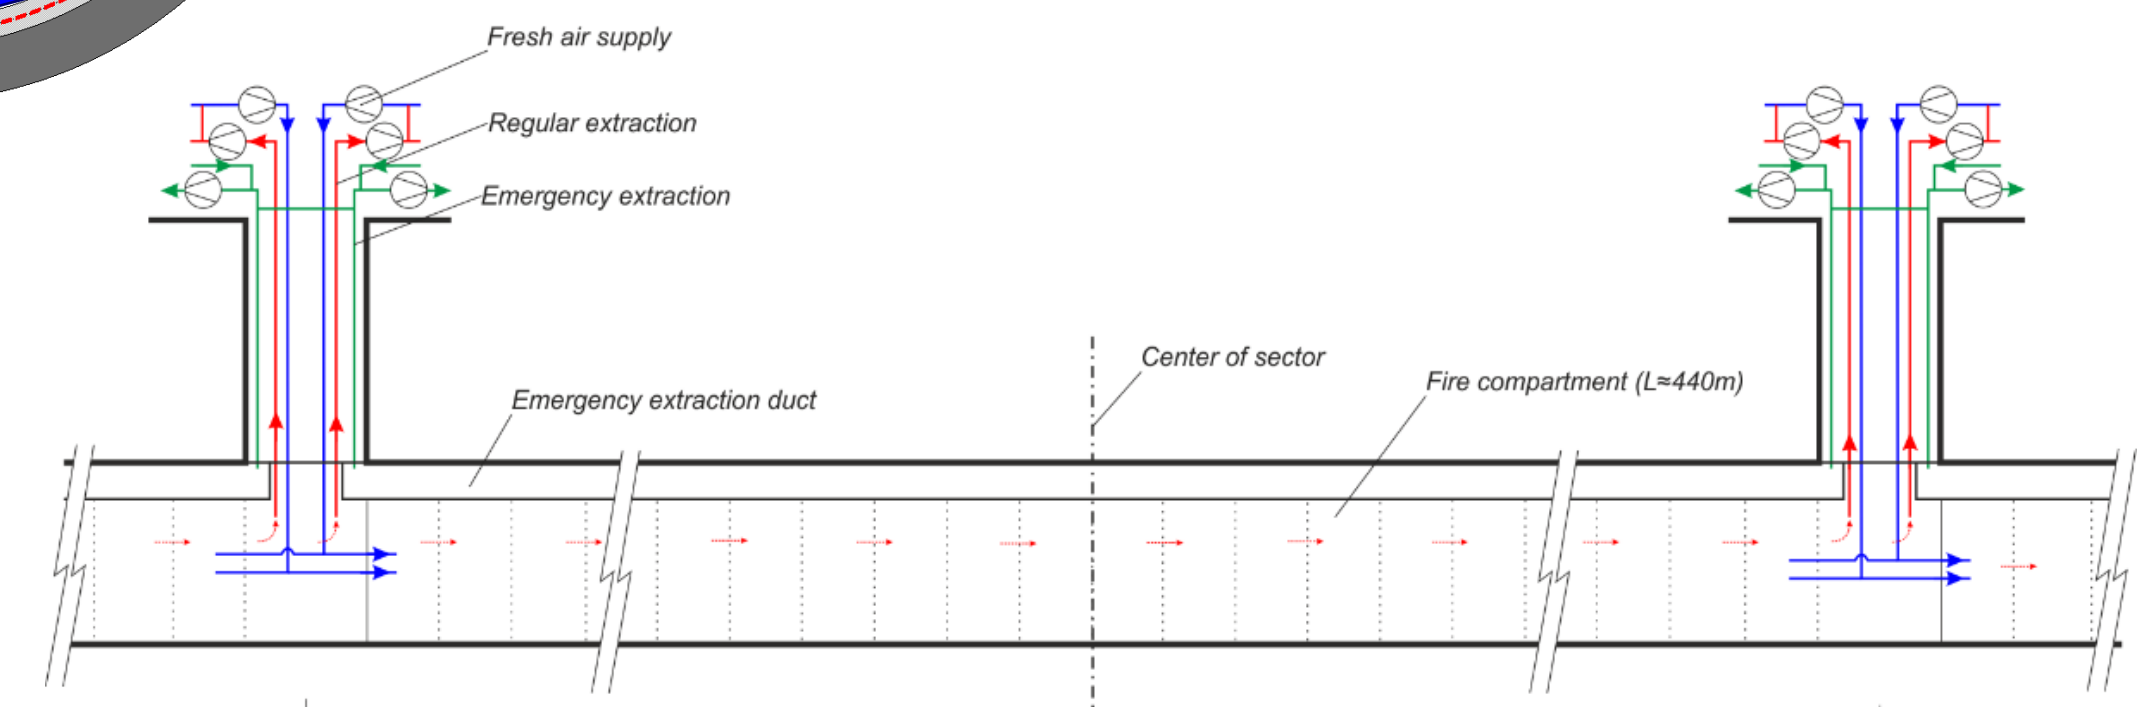 Fresh air supply
Regular extraction
Emergency extraction
Center of sector
Fire compartment (L≈440m)
Emergency extraction duct